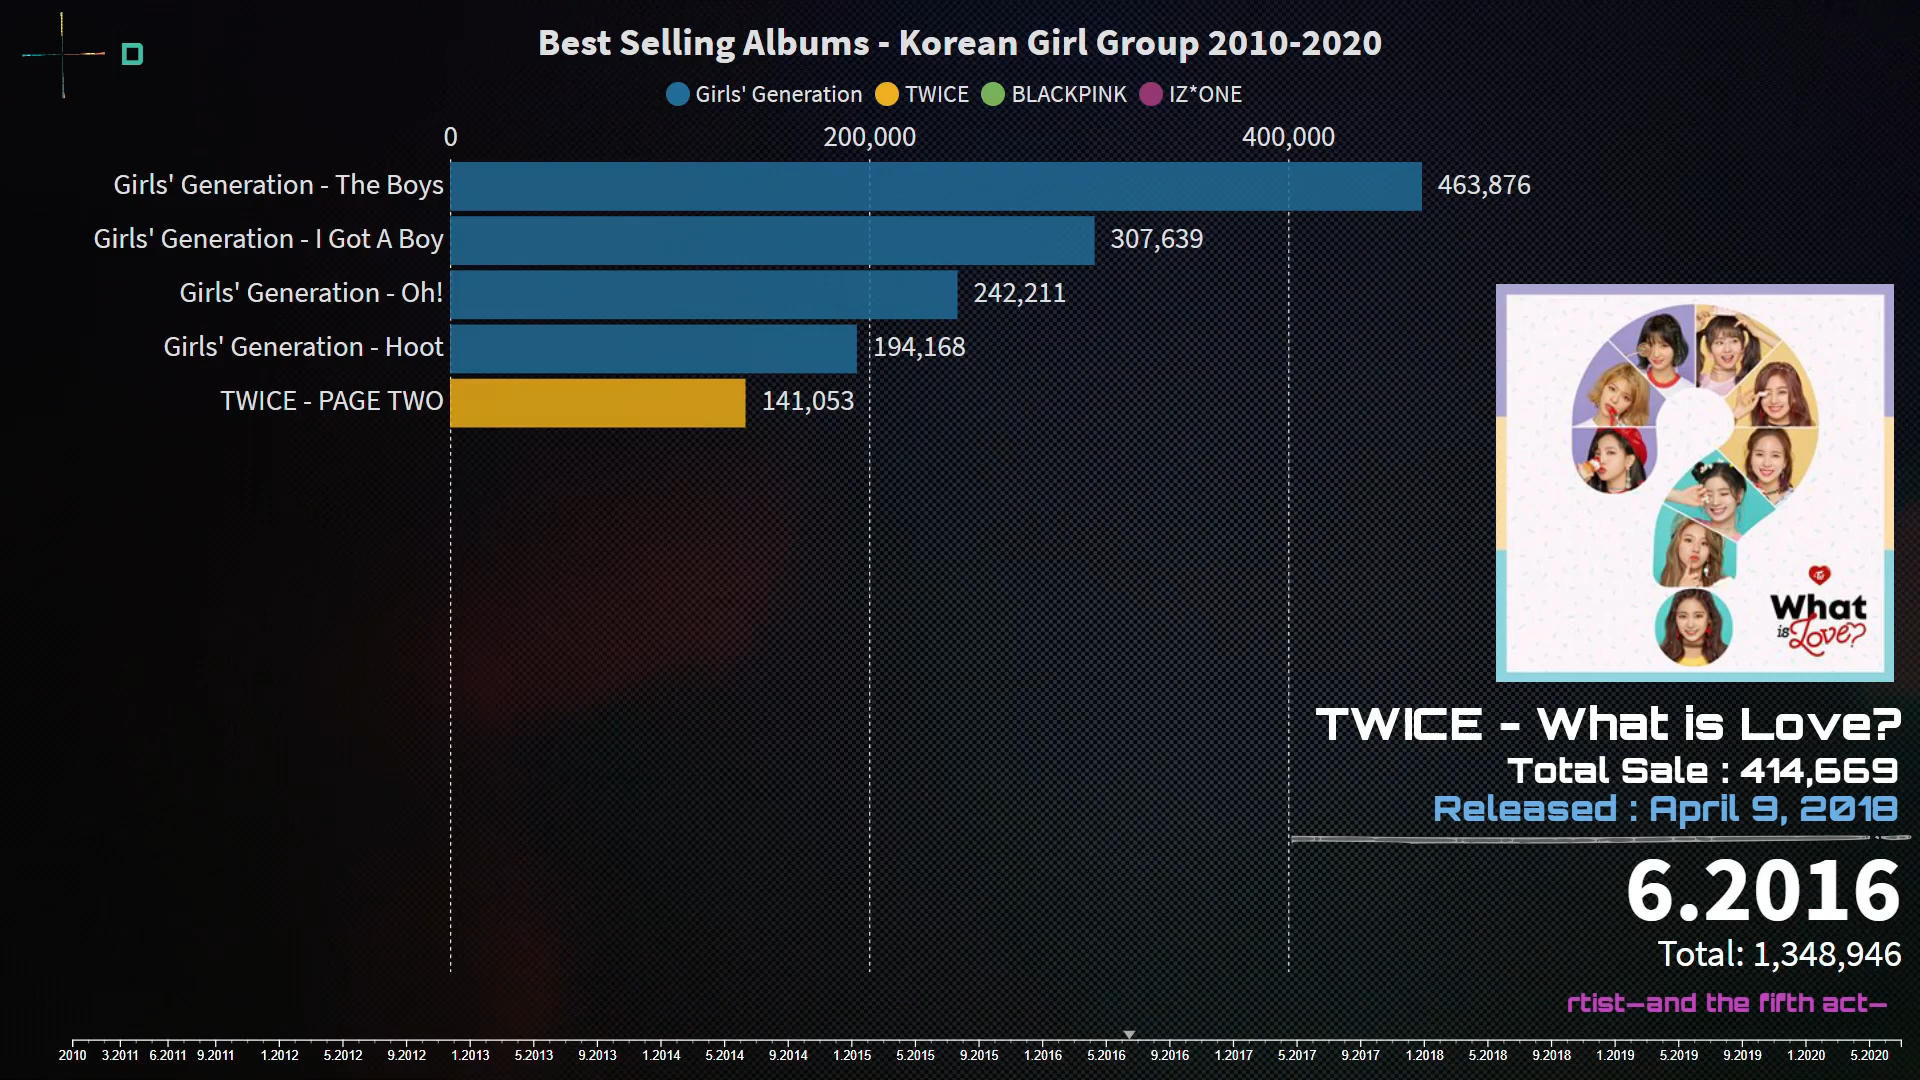 Best Selling Albums - Korean Girl Group 2010-2020
Girls' Generation TWICE BLACKPINK IZ*ONE
0 200,000 400,000
Girls' Generation - The Boys 463,876
Girls' Generation - I Got A Boy 307,639
Girls' Generation - Oh! 242,211
Girls' Generation - Hoot 194,168
TWICE - PAGE TWO 141,053
What
is Love?
TWICE - What is Love?
Total Sale : 414,669
Released : April 9, 2018
6.2016
Total: 1,348,946
rtist—and the fifth act—
2010 3.2011 6.2011 9.2011 1.2012 5.2012 9.2012 1.2013 5.2013 9.2013 1.2014 5.2014 9.2014 1.2015 5.2015 9.2015 1.2016 5.2016 9.2016 1.2017 5.2017 9.2017 1.2018 5.2018 9.2018 1.2019 5.2019 9.2019 1.2020 5.2020